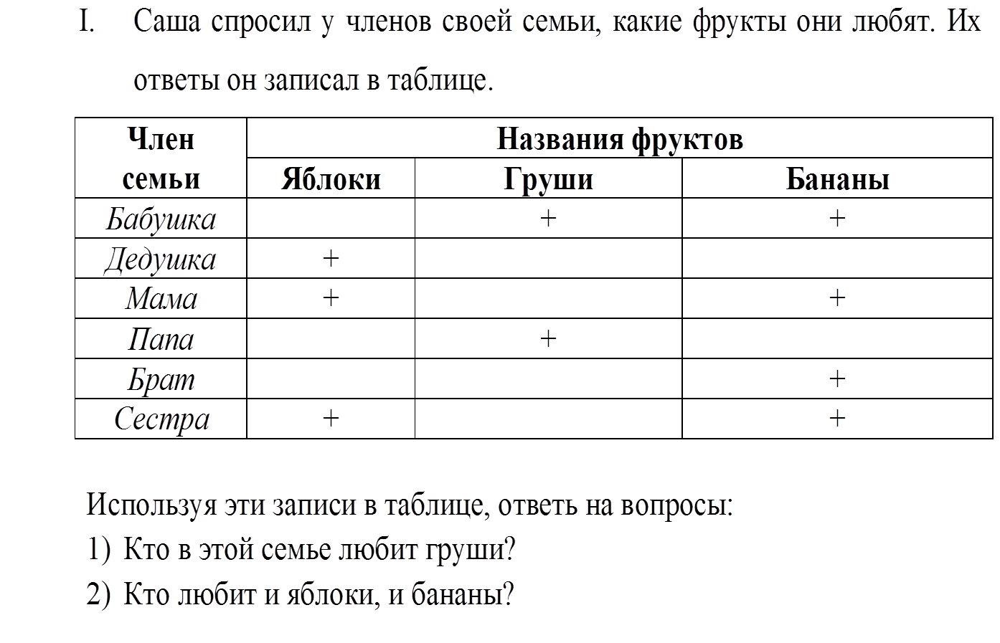 I. Саша спросил у членов своей семьи, какие фрукты они любят. Их
ответы он записал в таблице.
Член семьи Названия фруктов
Яблоки Груши Бананы
Бабушка + +
Дедушка +
Мама + +
Папа +
Брат +
Сестра + +
Используя эти записи в таблице, ответь на вопросы:
1) Кто в этой семье любит груши?
2) Кто любит и яблоки, и бананы?